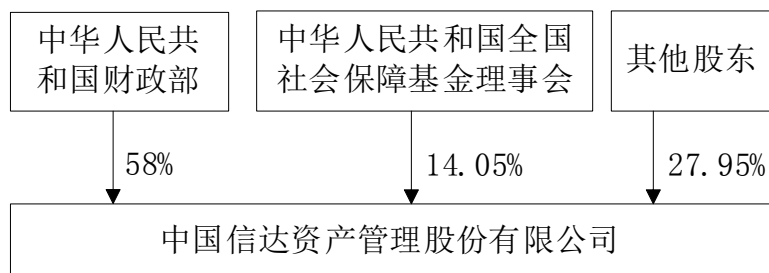 中华人民共
和国财政部
中华人民共和国全国
社会保障基金理事会
其他股东
58%
14.05%
27.95%
中国信达资产管理股份有限公司